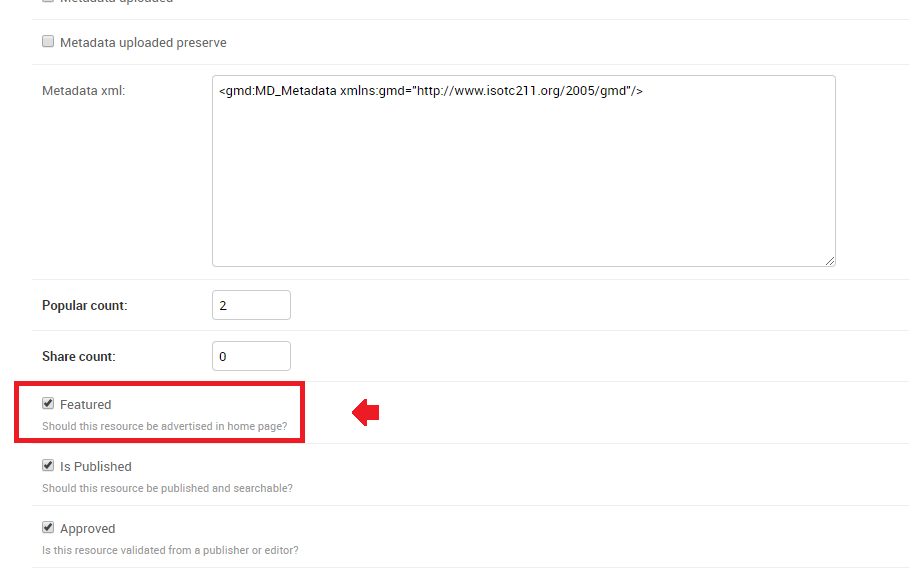 Metadata uploaded
Metadata uploaded preserve
Metadata xml:
<gmd:MD_Metadata xmlns:gmd="http://www.isotc211.org/2005/gmd"/>
Popular count:
2
Share count:
0
Featured
Should this resource be advertised in home page?
Is Published
Should this resource be published and searchable?
Approved
Is this resource validated from a publisher or editor?